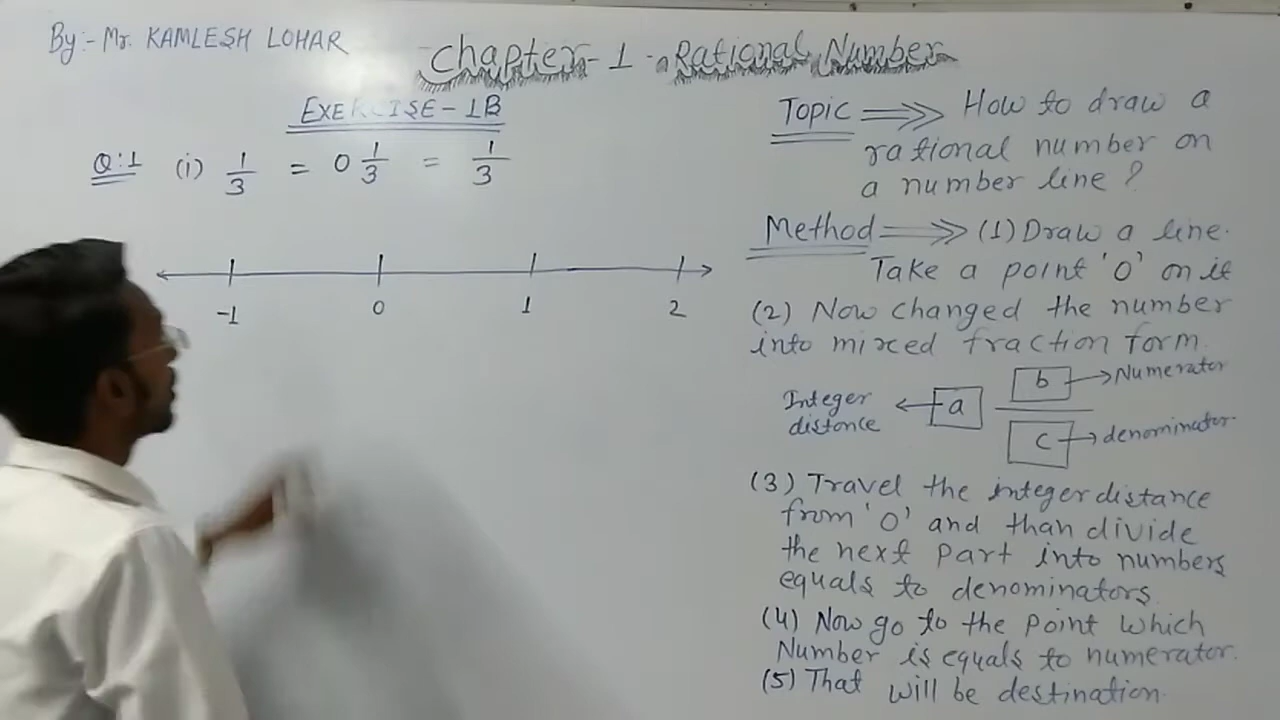 By:- Mr. KAMLESH LOHAR
Chapter - 1 - Rational Number
EXERCISE - 1B
Q:1 (i) 1/3 = 0 1/3 = 1/3
-1 0 1 2
Topic ⇒ How to draw a
rational number on
a number line ?
Method ⇒ (1) Draw a line.
Take a point '0' on it
(2) Now changed the number
into mixed fraction form.
Integer distance ← a b → Numerator
c → denominator
(3) Travel the integer distance
from '0' and than divide
the next part into numbers
equals to denominators.
(4) Now go to the point which
Number is equals to numerator.
(5) That will be destination.